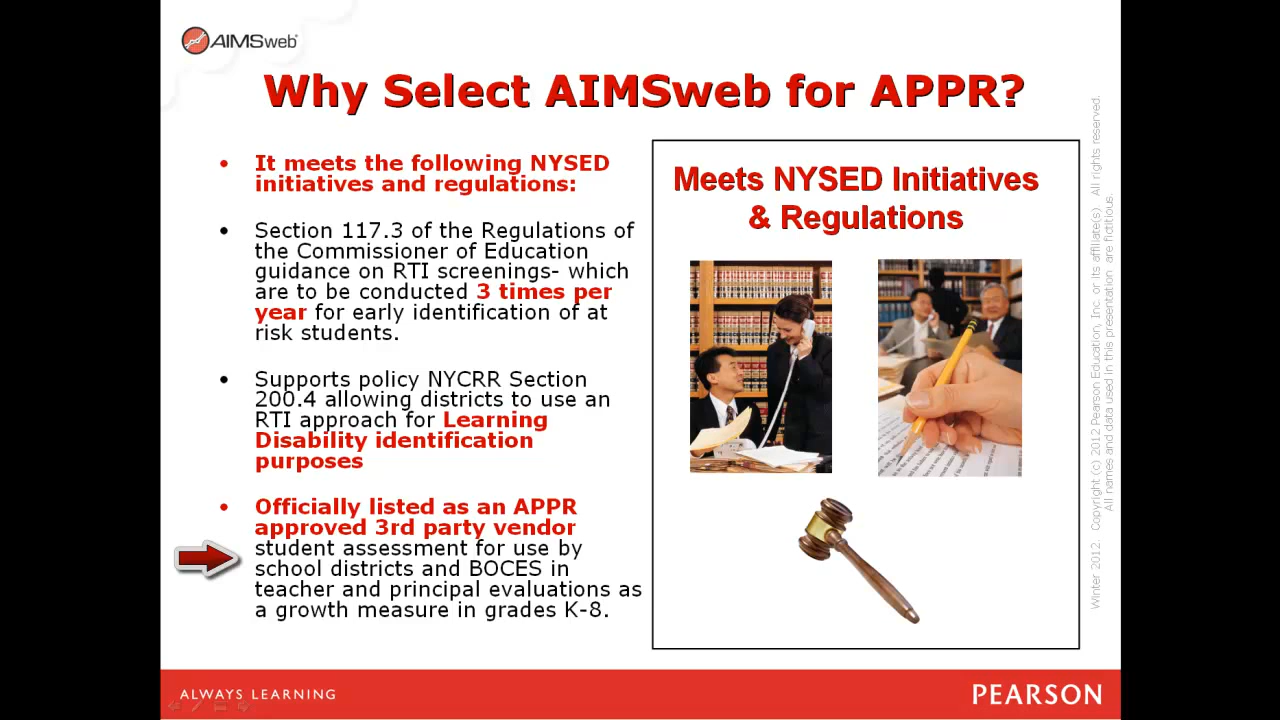 AIMSweb
Why Select AIMSweb for APPR?
• It meets the following NYSED
initiatives and regulations:
• Section 117.3 of the Regulations of
the Commissioner of Education
guidance on RTI screenings- which
are to be conducted 3 times per
year for early identification of at
risk students.
• Supports policy NYCRR Section
200.4 allowing districts to use an
RTI approach for Learning
Disability identification
purposes
• Officially listed as an APPR
approved 3rd party vendor
student assessment for use by
school districts and BOCES in
teacher and principal evaluations as
a growth measure in grades K-8.
Meets NYSED Initiatives
& Regulations
Winter 2012. Copyright (c) 2012 Pearson Education, Inc. or its affiliate(s). All rights reserved.
All names and data used in this presentation are fictitious.
ALWAYS LEARNING
PEARSON